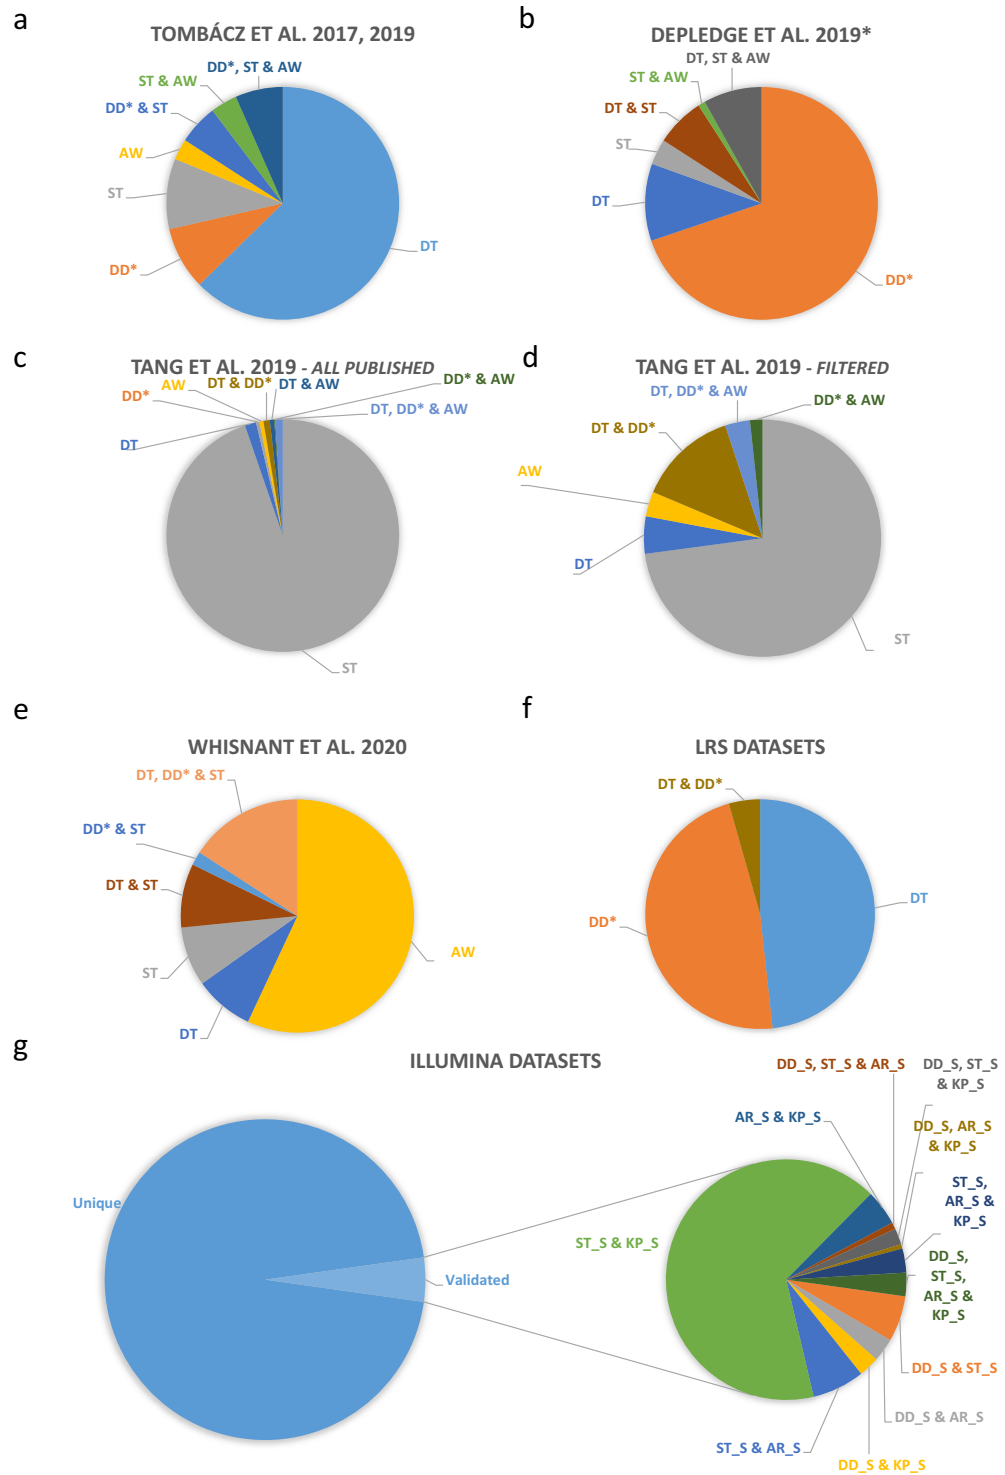 a
TOMBÁCZ ET AL. 2017, 2019
DD*, ST & AW
ST & AW
DD* & ST
AW
ST
DD*
DT
b
DEPLEDGE ET AL. 2019*
DT, ST & AW
ST & AW
DT & ST
ST
DT
DD*
c
TANG ET AL. 2019 - ALL PUBLISHED
AW
DT & DD*
DT & AW
DD* & AW
DD*
DT, DD* & AW
DT
ST
d
TANG ET AL. 2019 - FILTERED
DT, DD* & AW
DD* & AW
DT & DD*
AW
DT
ST
e
WHISNANT ET AL. 2020
DT, DD* & ST
DD* & ST
DT & ST
ST
DT
AW
f
LRS DATASETS
DT & DD*
DT
DD*
g
ILLUMINA DATASETS
Unique
Validated
ST_S & KP_S
AR_S & KP_S
DD_S, ST_S & AR_S
DD_S, ST_S
& KP_S
DD_S, AR_S
& KP_S
ST_S,
AR_S &
KP_S
DD_S,
ST_S,
AR_S &
KP_S
DD_S & ST_S
DD_S & AR_S
DD_S & KP_S
ST_S & AR_S